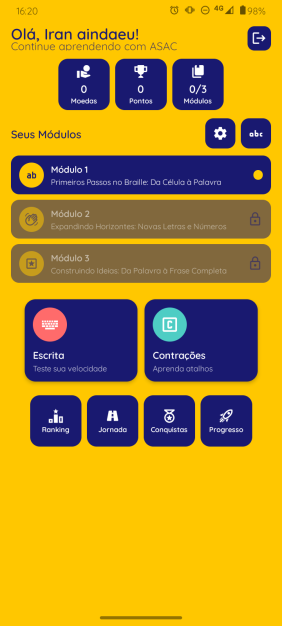 16:20
4G
98%
Olá, Iran aindaeu!
Continue aprendendo com ASAC
0
Moedas
0
Pontos
0/3
Módulos
Seus Módulos
abc
ab
Módulo 1
Primeiros Passos no Braille: Da Célula à Palavra
Módulo 2
Expandindo Horizontes: Novas Letras e Números
Módulo 3
Construindo Ideias: Da Palavra à Frase Completa
Escrita
Teste sua velocidade
C
Contrações
Aprenda atalhos
Ranking
Jornada
Conquistas
Progresso